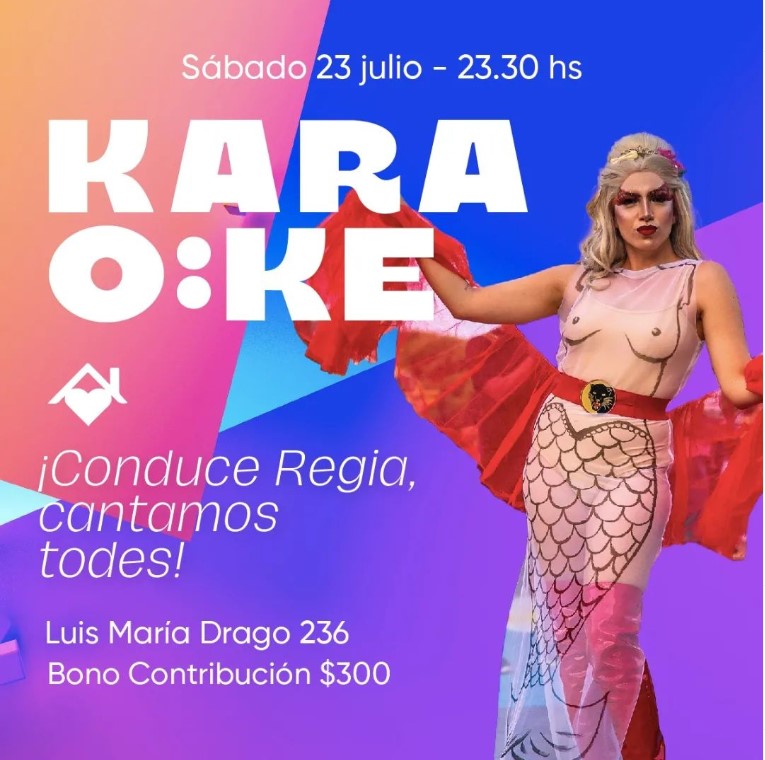 Sábado 23 julio - 23.30 hs
KARA
O:KE
¡Conduce Regia,
cantamos
todes!
Luis María Drago 236
Bono Contribución $300